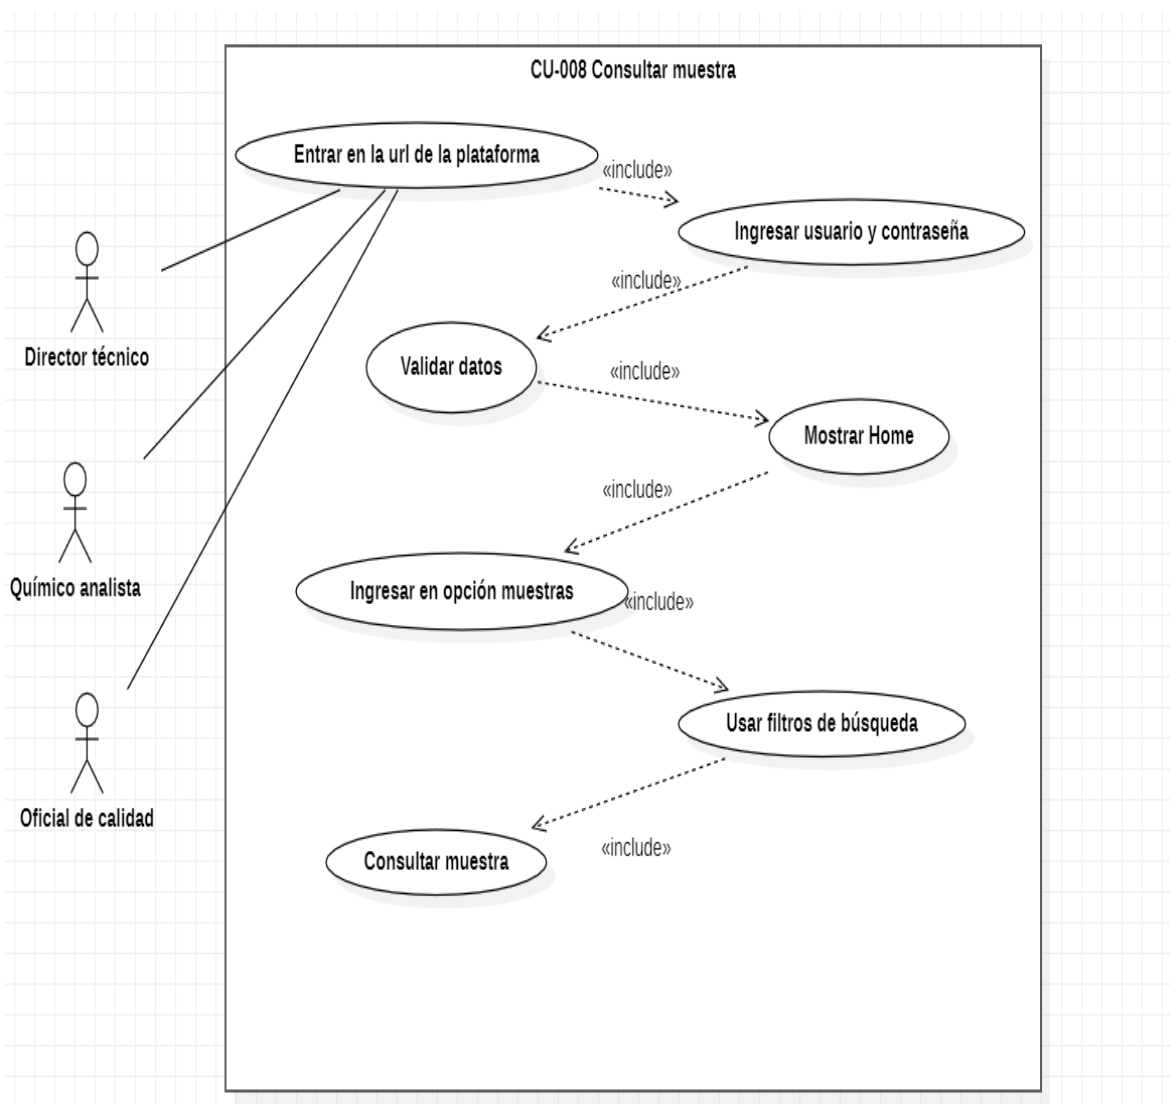 CU-008 Consultar muestra
Entrar en la url de la plataforma
«include»
Ingresar usuario y contraseña
«include»
Director técnico
Validar datos
«include»
Mostrar Home
«include»
Químico analista
Ingresar en opción muestras
«include»
Usar filtros de búsqueda
Oficial de calidad
«include»
Consultar muestra